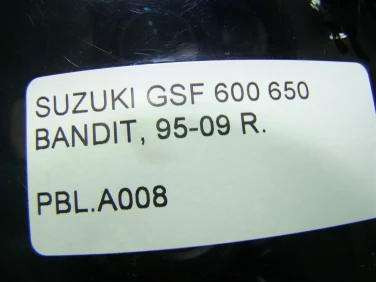 SUZUKI GSF 600 650
BANDIT, 95-09 R.
PBL.A008